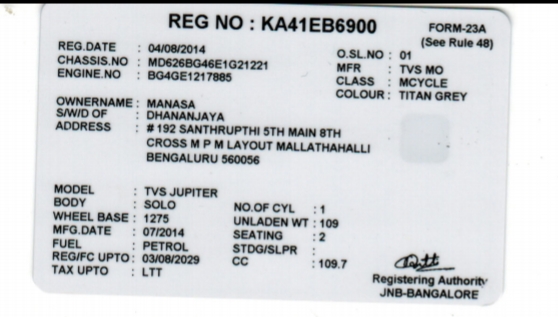 REG NO : KA41EB6900
FORM-23A
(See Rule 48)
REG.DATE : 04/08/2014
O.SL.NO : 01
CHASSIS.NO : MD626BG46E1G21221
MFR : TVS MO
ENGINE.NO : BG4GE1217885
CLASS : MCYCLE
COLOUR : TITAN GREY
OWNERNAME : MANASA
S/W/D OF : DHANANJAYA
ADDRESS : # 192 SANTHRUPTHI 5TH MAIN 8TH
CROSS M P M LAYOUT MALLATHAHALLI
BENGALURU 560056
MODEL : TVS JUPITER
BODY : SOLO
NO.OF CYL : 1
WHEEL BASE : 1275
UNLADEN WT : 109
MFG.DATE : 07/2014
SEATING : 2
FUEL : PETROL
STDG/SLPR :
REG/FC UPTO : 03/08/2029
CC : 109.7
TAX UPTO : LTT
Registering Authority
JNB-BANGALORE